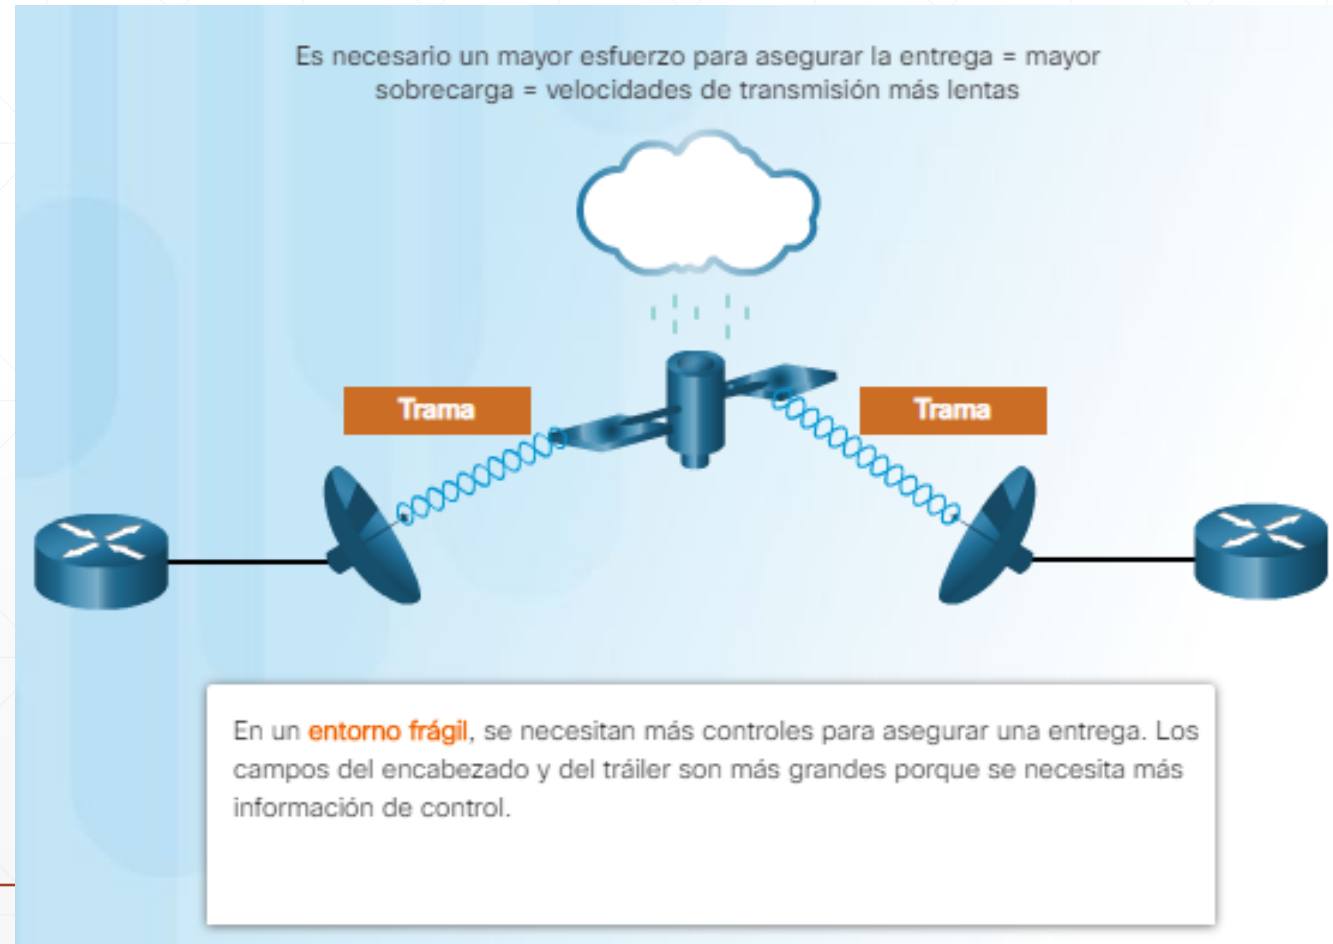 Es necesario un mayor esfuerzo para asegurar la entrega = mayor
sobrecarga = velocidades de transmisión más lentas
Trama
Trama
En un entorno frágil, se necesitan más controles para asegurar una entrega. Los
campos del encabezado y del tráiler son más grandes porque se necesita más
información de control.